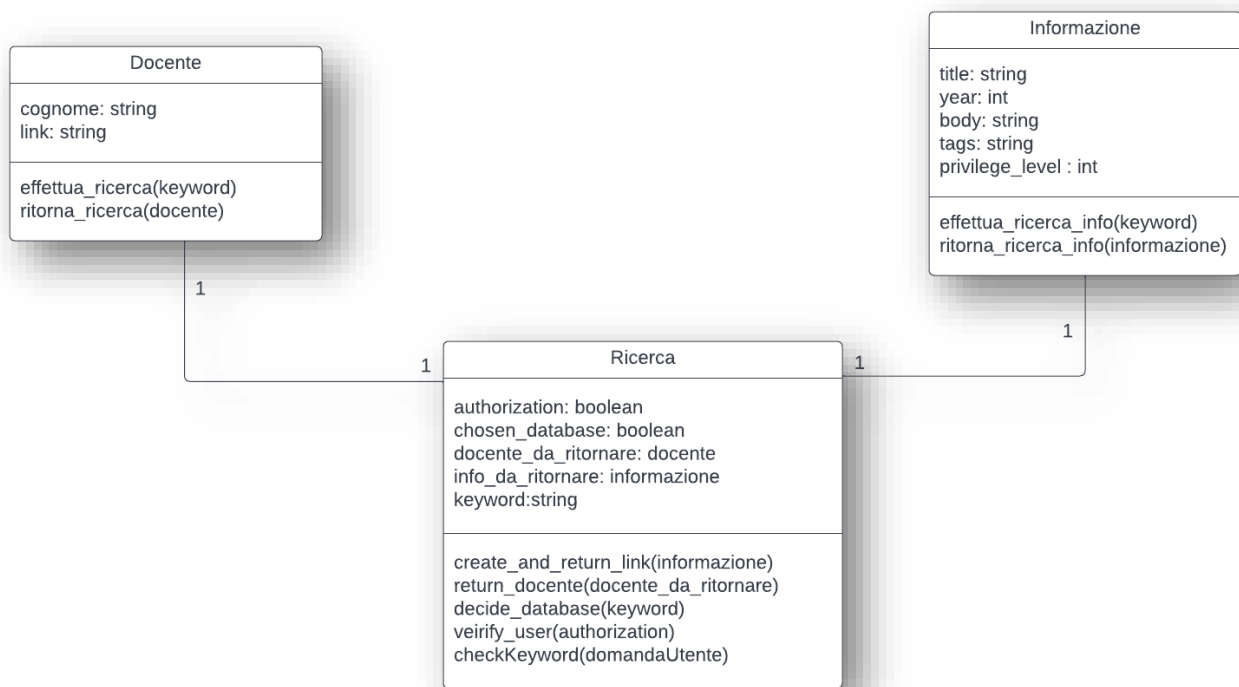 Docente
cognome: string
link: string
effettua_ricerca(keyword)
ritorna_ricerca(docente)
1
Informazione
title: string
year: int
body: string
tags: string
privilege_level : int
effettua_ricerca_info(keyword)
ritorna_ricerca_info(informazione)
1
1
1
Ricerca
authorization: boolean
chosen_database: boolean
docente_da_ritornare: docente
info_da_ritornare: informazione
keyword:string
create_and_return_link(informazione)
return_docente(docente_da_ritornare)
decide_database(keyword)
veirify_user(authorization)
checkKeyword(domandaUtente)